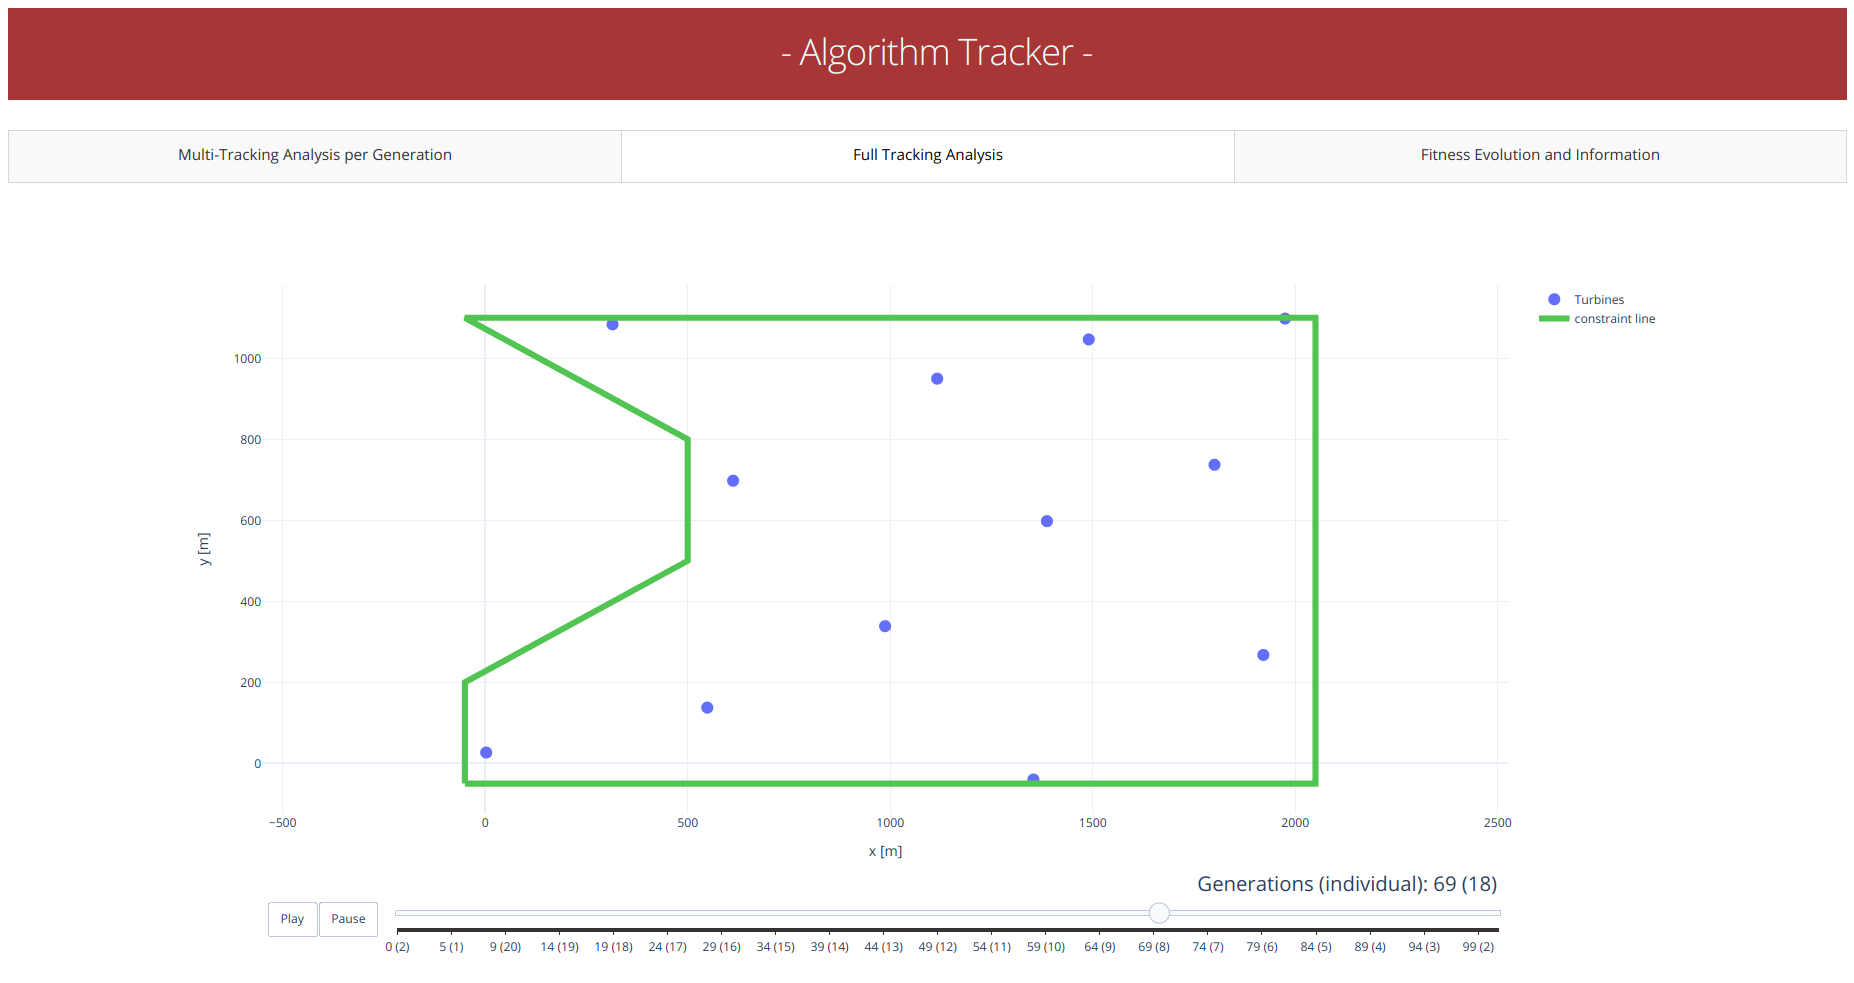 - Algorithm Tracker -
Multi-Tracking Analysis per Generation
Full Tracking Analysis
Fitness Evolution and Information
Turbines
constraint line
1000
800
600
400
200
0
y [m]
−500 0 500 1000 1500 2000 2500
x [m]
Generations (individual): 69 (18)
Play Pause
0 (2) 5 (1) 9 (20) 14 (19) 19 (18) 24 (17) 29 (16) 34 (15) 39 (14) 44 (13) 49 (12) 54 (11) 59 (10) 64 (9) 69 (8) 74 (7) 79 (6) 84 (5) 89 (4) 94 (3) 99 (2)